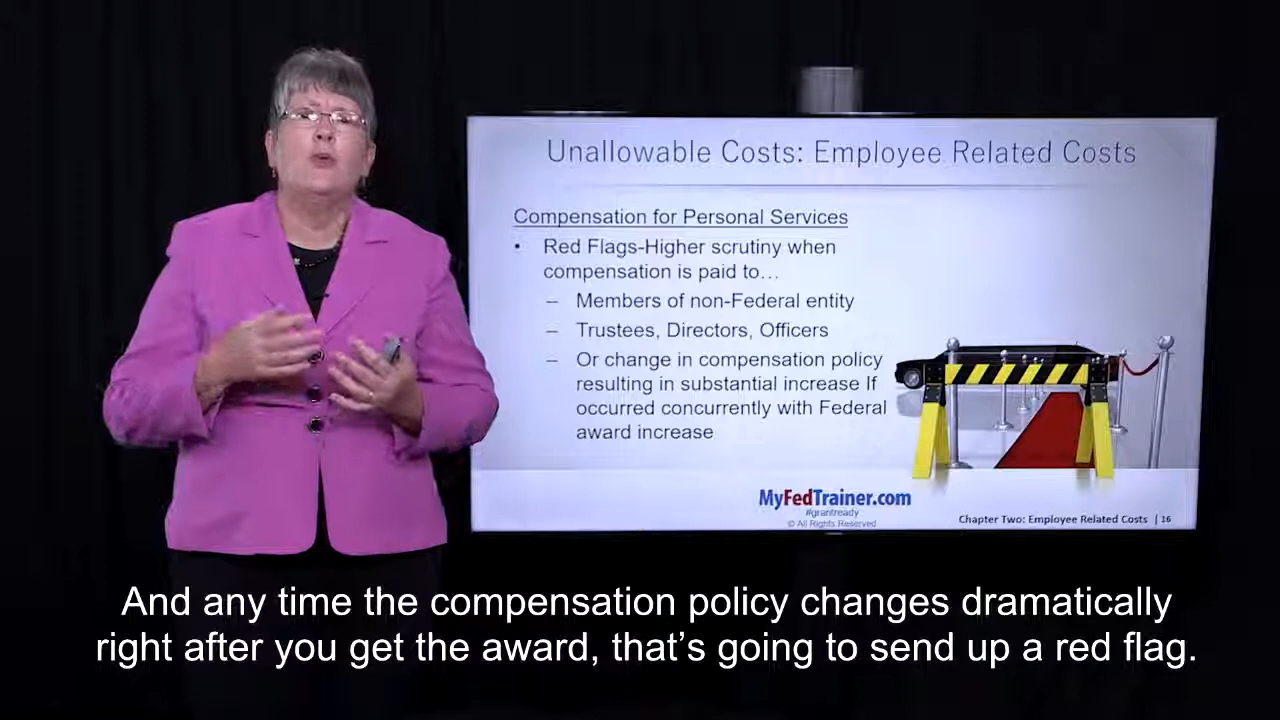 Unallowable Costs: Employee Related Costs
Compensation for Personal Services
• Red Flags-Higher scrutiny when
compensation is paid to…
– Members of non-Federal entity
– Trustees, Directors, Officers
– Or change in compensation policy
resulting in substantial increase If
occurred concurrently with Federal
award increase
MyFedTrainer.com
#grantready
© All Rights Reserved
Chapter Two: Employee Related Costs | 16
And any time the compensation policy changes dramatically
right after you get the award, that’s going to send up a red flag.